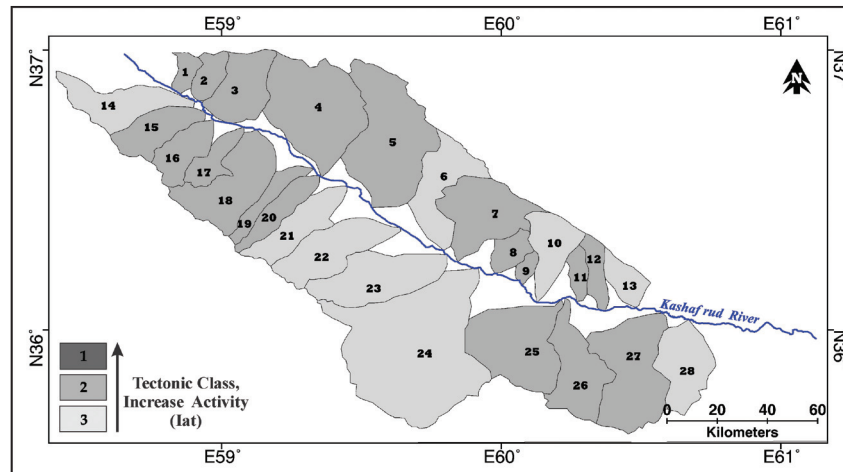 E59° E60° E61°
N37° N37°
N
1 2 3 4 5 6 7 8 9 10 11 12 13
14 15 16 17 18 19 20 21 22 23 24 25 26 27 28
Kashaf rud River
N36° N36
1
2
3
Tectonic Class,
Increase Activity
(Iat)
0 20 40 60
Kilometers
E59° E60° E61°